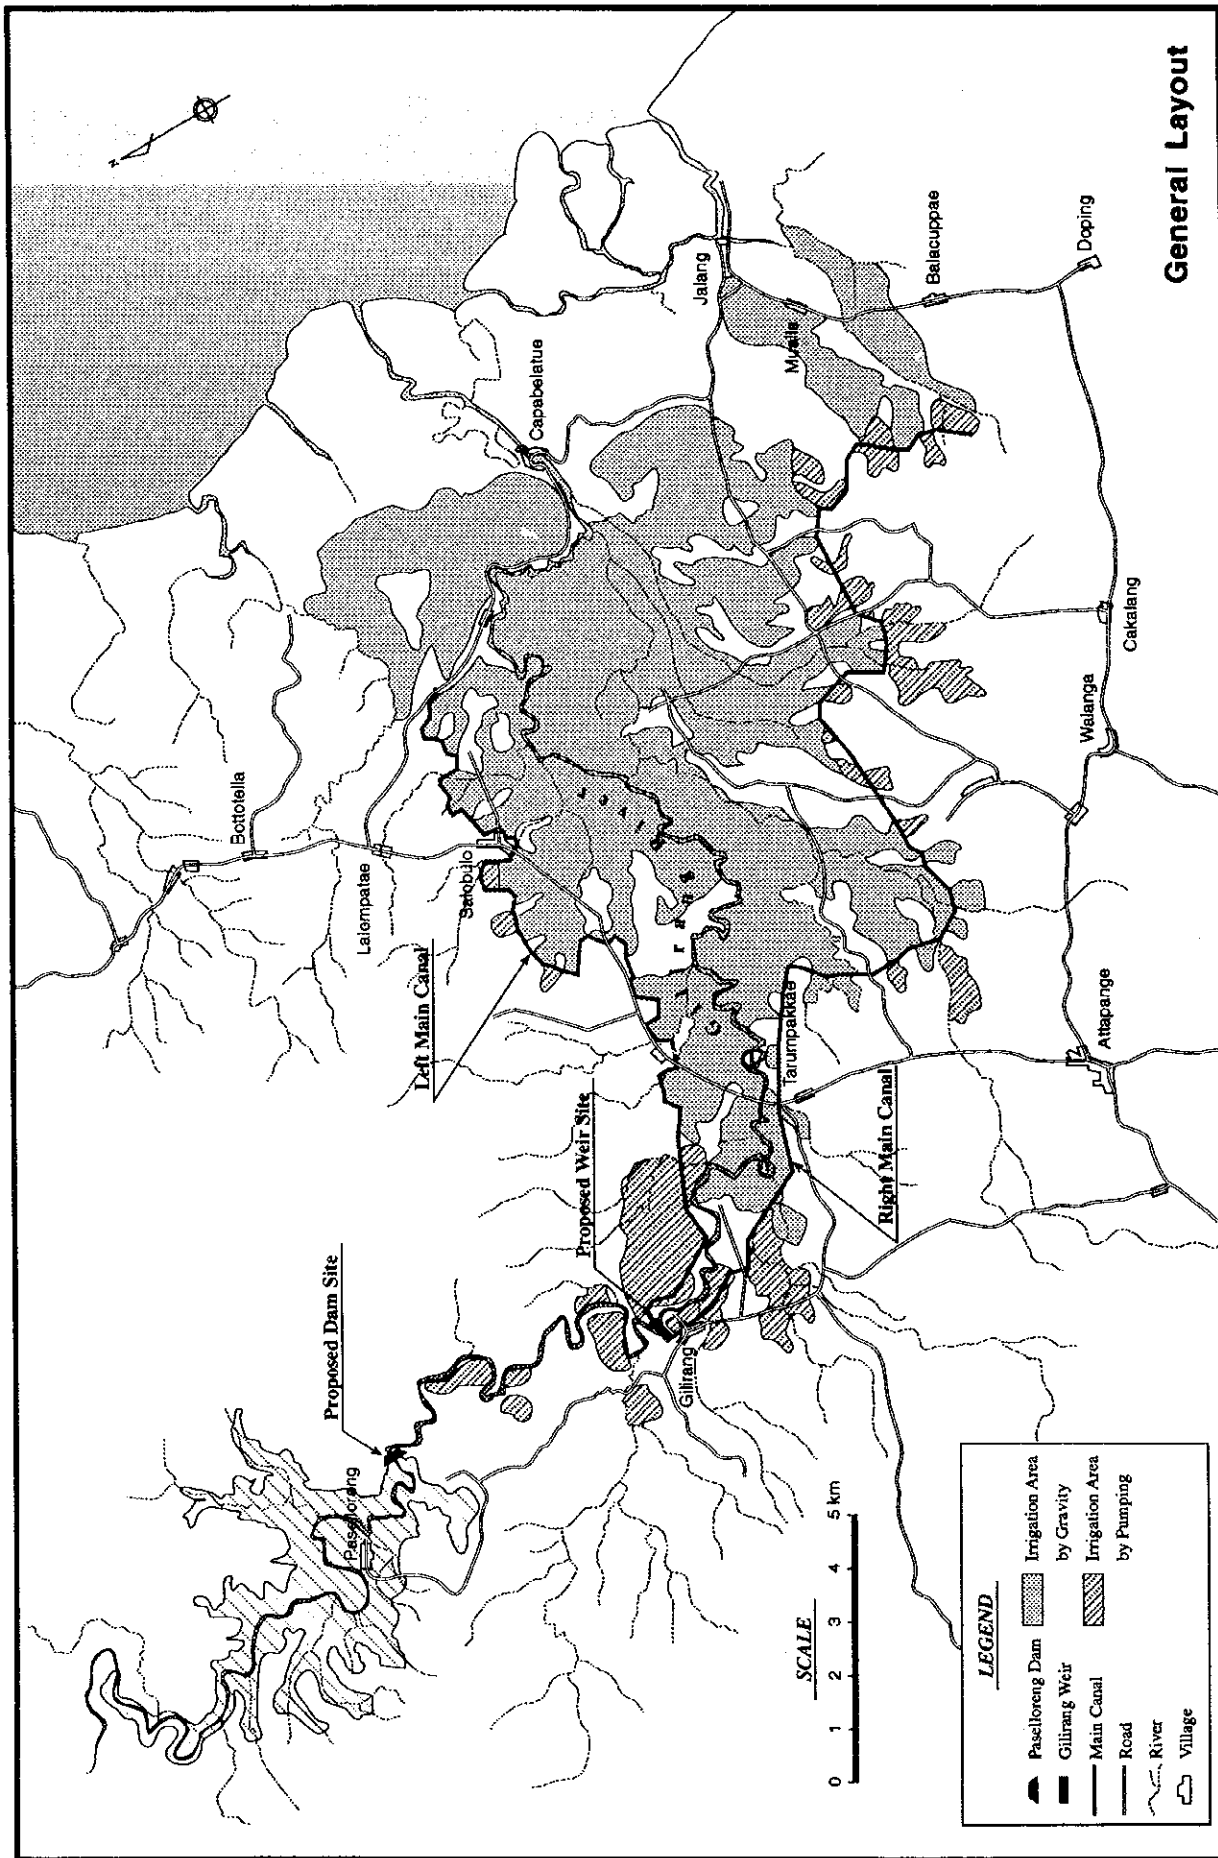 General Layout
N
Bottotella
Lalempatae
Satobulo
Left Main Canal
Capabelatue
Jalang
Mualla
Balacuppae
Doping
Cakalang
Walanga
Attapange
Tarumpakkae
Right Main Canal
Proposed Weir Site
Gilirang
Proposed Dam Site
Paselloreng
SCALE
0 1 2 3 4 5 km
LEGEND
Paselloreng Dam
Gilirang Weir
Main Canal
Road
River
Village
Irrigation Area
by Gravity
Irrigation Area
by Pumping